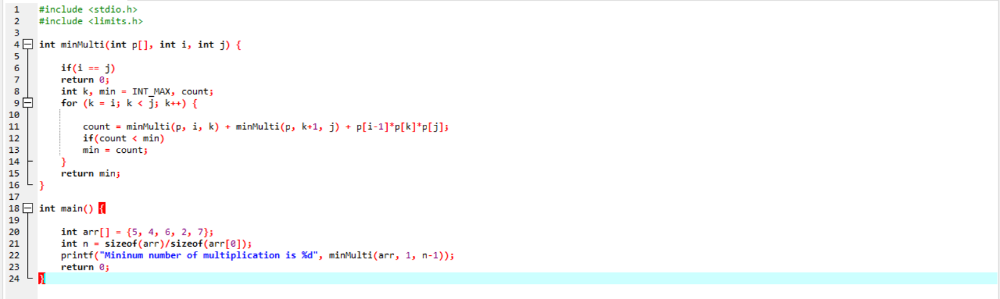 1 #include <stdio.h>
2 #include <limits.h>
3
4 int minMulti(int p[], int i, int j) {
5
6     if(i == j)
7     return 0;
8     int k, min = INT_MAX, count;
9     for (k = i; k < j; k++) {
10
11         count = minMulti(p, i, k) + minMulti(p, k+1, j) + p[i-1]*p[k]*p[j];
12         if(count < min)
13         min = count;
14     }
15     return min;
16 }
17
18 int main() {
19
20     int arr[] = {5, 4, 6, 2, 7};
21     int n = sizeof(arr)/sizeof(arr[0]);
22     printf("Mininum number of multiplication is %d", minMulti(arr, 1, n-1));
23     return 0;
24 }